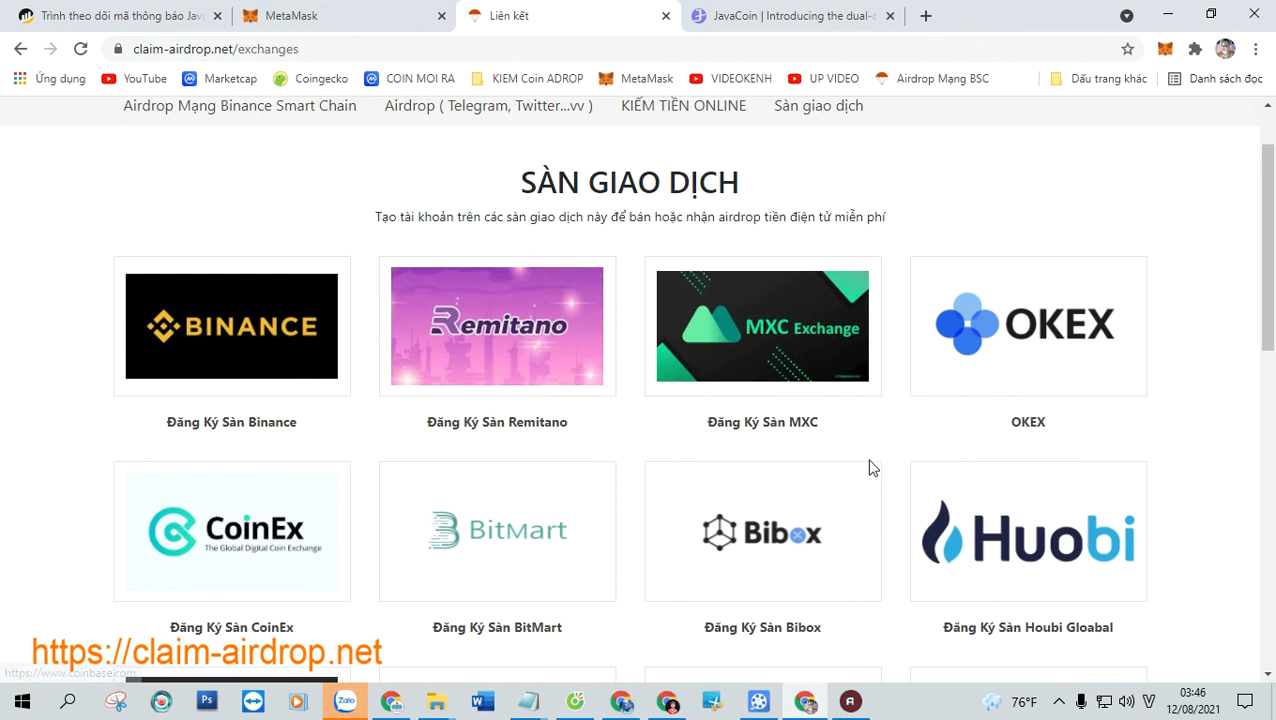 Trình theo dõi mã thông báo Java
MetaMask
Liên kết
JavaCoin | Introducing the dual-c
claim-airdrop.net/exchanges
Ứng dụng
YouTube
Marketcap
Coingecko
COIN MOI RA
KIEM Coin ADROP
MetaMask
VIDEOKENH
UP VIDEO
Airdrop Mạng BSC
Dấu trang khác
Danh sách đọc
Airdrop Mạng Binance Smart Chain
Airdrop ( Telegram, Twitter...vv )
KIẾM TIỀN ONLINE
Sàn giao dịch
SÀN GIAO DỊCH
Tạo tài khoản trên các sàn giao dịch này để bán hoặc nhận airdrop tiền điện tử miễn phí
BINANCE
Remitano
MXC Exchange
OKEX
Đăng Ký Sàn Binance
Đăng Ký Sàn Remitano
Đăng Ký Sàn MXC
OKEX
CoinEx
The Global Digital Coin Exchange
BitMart
Bibox
Huobi
Đăng Ký Sàn CoinEx
Đăng Ký Sàn BitMart
Đăng Ký Sàn Bibox
Đăng Ký Sàn Houbi Gloabal
https://claim-airdrop.net
https://www.coinbase.com
Zalo
76°F
03:46
12/08/2021